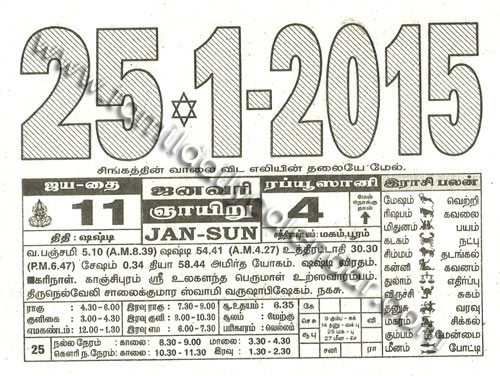 25-1-2015
சிங்கத்தின் வாலை விட எலியின் தலையே மேல்.
ஜய-தை
11
திதி : ஷஷ்டி
ஜனவரி
ஞாயிறு
JAN-SUN
ரபியூஸானி
4
மேல் நோக்கு நாள்
சந்திராஷ்டமம்: மகம், பூரம்
வ.பஞ்சமி 5.10 (A.M.8.39) ஷஷ்டி 54.41 (A.M.4.27) உத்திரட்டாதி 30.30
(P.M.6.47) சேஷம் 0.34 தியா 58.44 அமிர்த யோகம். ஷஷ்டி விரதம்.
■கரிநாள். காஞ்சிபுரம் ஸ்ரீ உலகளந்த பெருமாள் உற்ஸவாரம்பம்.
திருநெல்வேலி சாலைக்குமார ஸ்வாமி வருஷாபிஷேகம். நகசு.
இராசி பலன்
மேஷம் வெற்றி
ரிஷபம் கவலை
மிதுனம் பயம்
கடகம் நட்பு
சிம்மம் தடங்கல்
கன்னி கவனம்
துலாம் எதிர்ப்பு
விருச்சி சுகம்
தனுசு வரவு
மகரம் சிக்கல்
கும்பம் மேன்மை
மீனம் போட்டி
ராகு 4.30 - 6.00 இரவு ராகு - 7.30 - 9.00 சூ.உதயம் : 6.35
குளிகை 3.00 - 4.30 இரவு குளி - 9.00 - 10.30 சூலம் : மேற்கு
எமகண்டம் : 12.00 - 1.30 இரவு எம - 6.00 - 7.30 பரிகாரம் : வெல்லம்
25 நல்ல நேரம் : காலை : 8.30 - 9.00 மாலை : 3.30 - 4.30
கௌரி ந.நேரம் : காலை : 10.30 - 11.30 இரவு : 1.30 - 2.30
கே
செ சு
சூ பு
சனி
வி
குரு
ரா